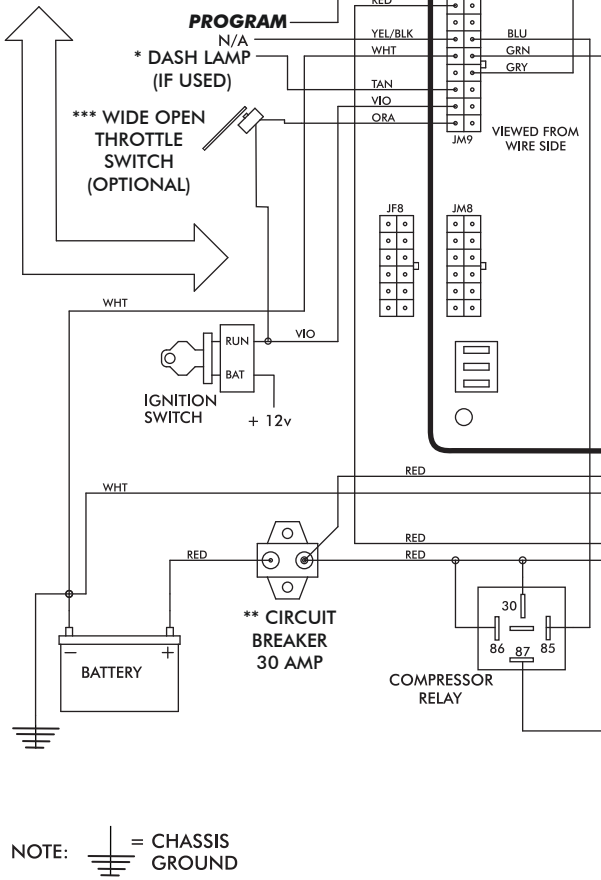 RED
PROGRAM
N/A
YEL/BLK
BLU
* DASH LAMP
(IF USED)
WHT
GRN
GRY
TAN
VIO
*** WIDE OPEN
THROTTLE
SWITCH
(OPTIONAL)
ORA
JM9
VIEWED FROM
WIRE SIDE
JF8
JM8
WHT
RUN
VIO
BAT
IGNITION
SWITCH
+ 12v
RED
WHT
RED
RED
RED
30
** CIRCUIT
BREAKER
30 AMP
86
87
85
−
+
BATTERY
COMPRESSOR
RELAY
NOTE:
= CHASSIS
GROUND